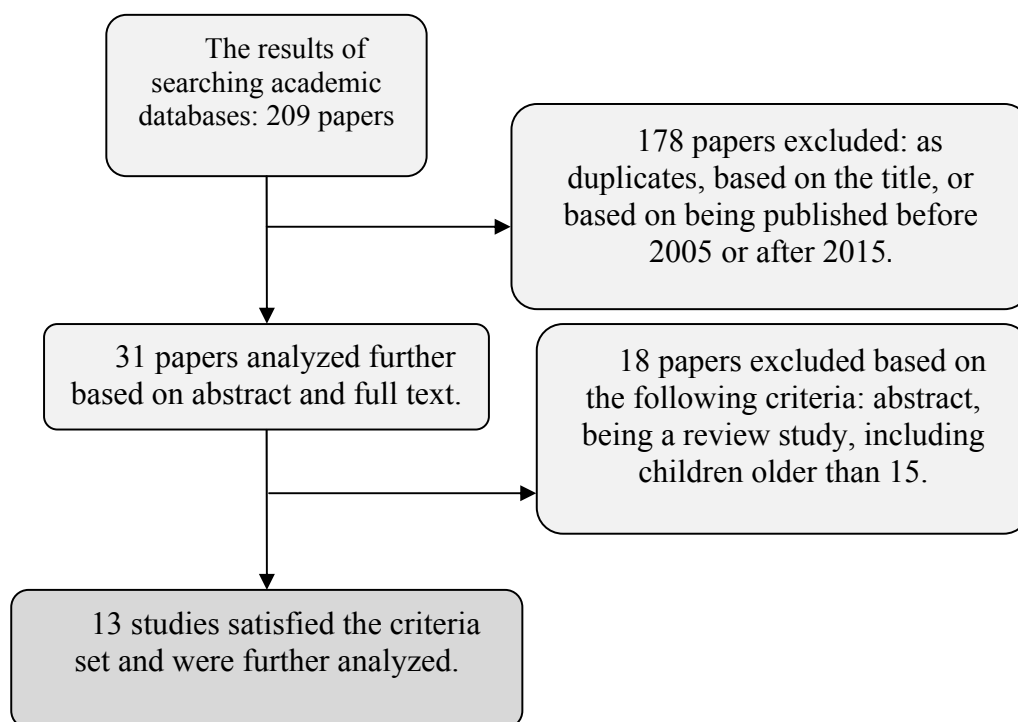 The results of
searching academic
databases: 209 papers
178 papers excluded: as
duplicates, based on the title, or
based on being published before
2005 or after 2015.
31 papers analyzed further
based on abstract and full text.
18 papers excluded based on
the following criteria: abstract,
being a review study, including
children older than 15.
13 studies satisfied the criteria
set and were further analyzed.